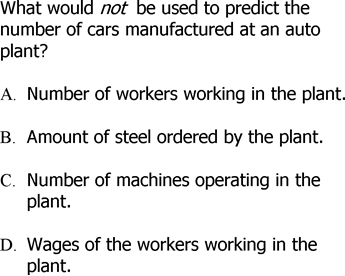 What would not be used to predict the
number of cars manufactured at an auto
plant?
A. Number of workers working in the plant.
B. Amount of steel ordered by the plant.
C. Number of machines operating in the
plant.
D. Wages of the workers working in the
plant.